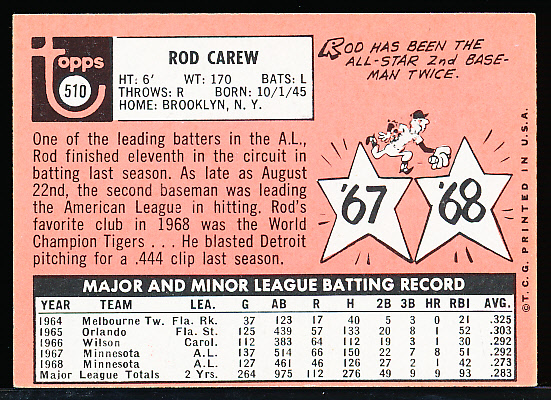 topps
510
ROD CAREW
HT: 6' WT: 170 BATS: L
THROWS: R BORN: 10/1/45
HOME: BROOKLYN, N. Y.
ROD HAS BEEN THE
ALL-STAR 2nd BASE-
MAN TWICE.
One of the leading batters in the A.L.,
Rod finished eleventh in the circuit in
batting last season. As late as August
22nd, the second baseman was leading
the American League in hitting. Rod's
favorite club in 1968 was the World
Champion Tigers . . . He blasted Detroit
pitching for a .444 clip last season.
'67
'68
©T.C.G. PRINTED IN U.S.A.
MAJOR AND MINOR LEAGUE BATTING RECORD
YEAR TEAM LEA. G AB R H 2B 3B HR RBI AVG.
1964 Melbourne Tw. Fla. Rk. 37 123 17 40 5 3 0 21 .325
1965 Orlando Fla. St. 125 439 57 133 20 8 1 52 .303
1966 Wilson Carol. 112 383 64 112 19 3 1 30 .292
1967 Minnesota A.L. 137 514 66 150 22 7 8 51 .292
1968 Minnesota A.L. 127 461 46 126 27 2 1 42 .273
Major League Totals 2 Yrs. 264 975 112 276 49 9 9 93 .283